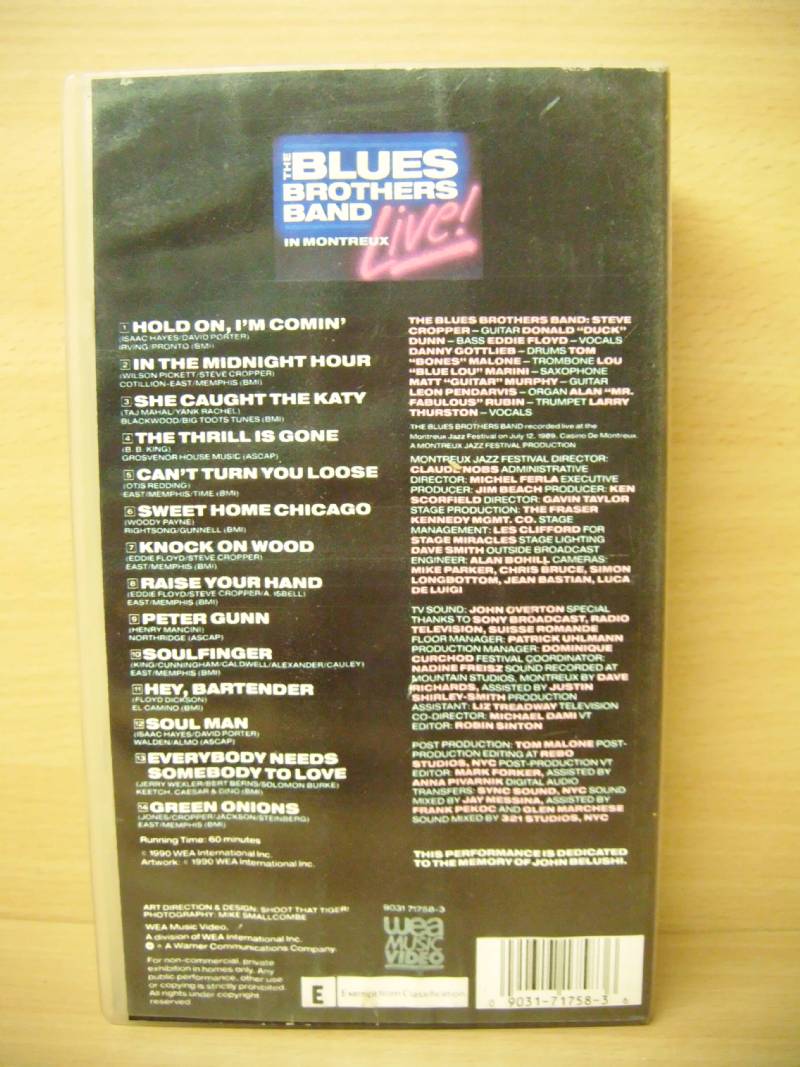 THE
BLUES
BROTHERS
BAND
Live!
IN MONTREUX
1 HOLD ON, I'M COMIN'
(ISAAC HAYES/DAVID PORTER)
IRVING/PRONTO (BMI)
2 IN THE MIDNIGHT HOUR
(WILSON PICKETT/STEVE CROPPER)
COTILLION-EAST/MEMPHIS (BMI)
3 SHE CAUGHT THE KATY
(TAJ MAHAL/YANK RACHEL)
BLACKWOOD/BIG TOOTS TUNES (BMI)
4 THE THRILL IS GONE
(B. B. KING)
GROSVENOR HOUSE MUSIC (ASCAP)
5 CAN'T TURN YOU LOOSE
(OTIS REDDING)
EAST/MEMPHIS/TIME (BMI)
6 SWEET HOME CHICAGO
(WOODY PAYNE)
RIGHTSONG/GUNNELL (BMI)
7 KNOCK ON WOOD
(EDDIE FLOYD/STEVE CROPPER)
EAST/MEMPHIS (BMI)
8 RAISE YOUR HAND
(EDDIE FLOYD/STEVE CROPPER/A. ISBELL)
EAST/MEMPHIS (BMI)
9 PETER GUNN
(HENRY MANCINI)
NORTHRIDGE (ASCAP)
10 SOULFINGER
(KING/CUNNINGHAM/CALDWELL/ALEXANDER/CAULEY)
EAST/MEMPHIS (BMI)
11 HEY, BARTENDER
(FLOYD DICKSON)
EL CAMINO (BMI)
12 SOUL MAN
(ISAAC HAYES/DAVID PORTER)
WALDEN/ALMO (ASCAP)
13 EVERYBODY NEEDS
SOMEBODY TO LOVE
(JERRY WEXLER/BERT BERNS/SOLOMON BURKE)
KEETCH, CAESAR & DINO (BMI)
14 GREEN ONIONS
(JONES/CROPPER/JACKSON/STEINBERG)
EAST/MEMPHIS (BMI)
Running Time: 60 minutes
© 1990 WEA International Inc.
Artwork: © 1990 WEA International Inc.
THE BLUES BROTHERS BAND: STEVE
CROPPER – GUITAR DONALD "DUCK"
DUNN – BASS EDDIE FLOYD – VOCALS
DANNY GOTTLIEB – DRUMS TOM
"BONES" MALONE – TROMBONE LOU
"BLUE LOU" MARINI – SAXOPHONE
MATT "GUITAR" MURPHY – GUITAR
LEON PENDARVIS – ORGAN ALAN "MR.
FABULOUS" RUBIN – TRUMPET LARRY
THURSTON – VOCALS
THE BLUES BROTHERS BAND recorded live at the
Montreux Jazz Festival on July 12, 1989, Casino De Montreux.
A MONTREUX JAZZ FESTIVAL PRODUCTION
MONTREUX JAZZ FESTIVAL DIRECTOR:
CLAUDE NOBS ADMINISTRATIVE
DIRECTOR: MICHEL FERLA EXECUTIVE
PRODUCER: JIM BEACH PRODUCER: KEN
SCORFIELD DIRECTOR: GAVIN TAYLOR
STAGE PRODUCTION: THE FRASER
KENNEDY MGMT. CO. STAGE
MANAGEMENT: LES CLIFFORD FOR
STAGE MIRACLES STAGE LIGHTING
DAVE SMITH OUTSIDE BROADCAST
ENGINEER: ALAN BOHILL CAMERAS:
MIKE PARKER, CHRIS BRUCE, SIMON
LONGBOTTOM, JEAN BASTIAN, LUCA
DE LUIGI
TV SOUND: JOHN OVERTON SPECIAL
THANKS TO SONY BROADCAST, RADIO
TELEVISION, SUISSE ROMANDE
FLOOR MANAGER: PATRICK UHLMANN
PRODUCTION MANAGER: DOMINIQUE
CURCHOD FESTIVAL COORDINATOR:
NADINE FREISZ SOUND RECORDED AT
MOUNTAIN STUDIOS, MONTREUX BY DAVE
RICHARDS, ASSISTED BY JUSTIN
SHIRLEY-SMITH PRODUCTION
ASSISTANT: LIZ TREADWAY TELEVISION
CO-DIRECTOR: MICHAEL DAMI VT
EDITOR: ROBIN SINTON
POST PRODUCTION: TOM MALONE POST-
PRODUCTION EDITING AT REBO
STUDIOS, NYC POST-PRODUCTION VT
EDITOR: MARK FORKER, ASSISTED BY
ANNA PIVARNIK DIGITAL AUDIO
TRANSFERS: SYNC SOUND, NYC SOUND
MIXED BY JAY MESSINA, ASSISTED BY
FRANK PEKOC AND GLEN MARCHESE
SOUND MIXED BY 321 STUDIOS, NYC
THIS PERFORMANCE IS DEDICATED
TO THE MEMORY OF JOHN BELUSHI.
ART DIRECTION & DESIGN: SHOOT THAT TIGER!
PHOTOGRAPHY: MIKE SMALLCOMBE
WEA Music Video.
A division of WEA International Inc.
A Warner Communications Company.
For non-commercial, private
exhibition in homes only. Any
public performance, other use
or copying is strictly prohibited.
All rights under copyright
reserved.
9031 71758-3
wea
MUSIC
VIDEO
E Exempt from Classification
0 9031-71758-3 6